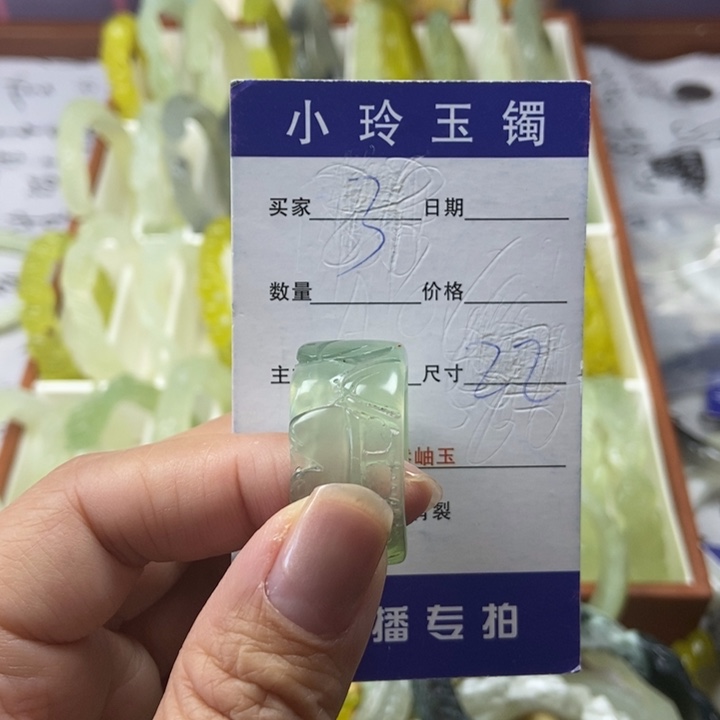 小玲玉镯
买家 3 日期
数量 价格
主 尺寸 22
岫玉
裂
播专拍